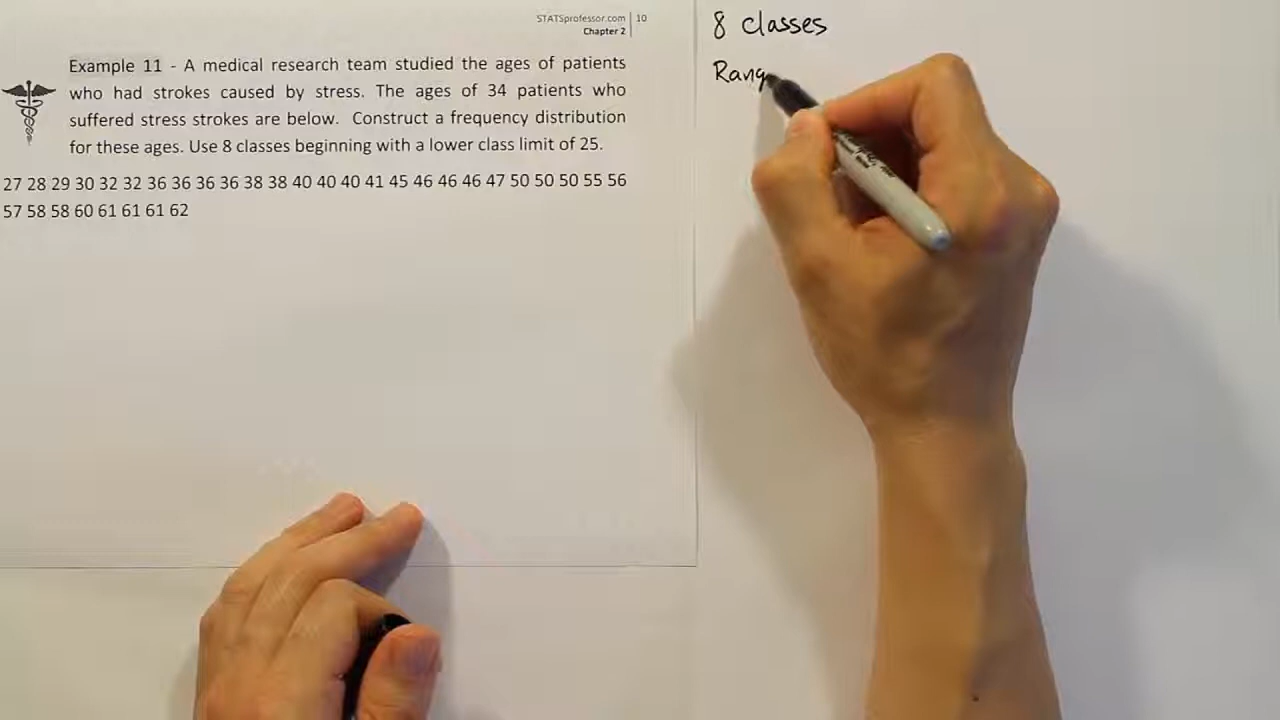 STATSprofessor.com 10
Chapter 2
Example 11 - A medical research team studied the ages of patients
who had strokes caused by stress. The ages of 34 patients who
suffered stress strokes are below. Construct a frequency distribution
for these ages. Use 8 classes beginning with a lower class limit of 25.
27 28 29 30 32 32 36 36 36 36 38 38 40 40 40 41 45 46 46 46 47 50 50 50 55 56
57 58 58 60 61 61 61 62
8 classes
Rang